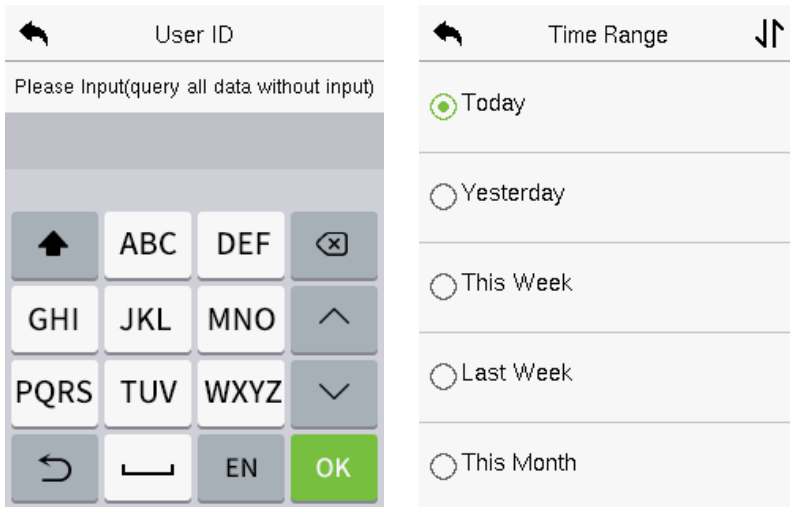 User ID
Please Input(query all data without input)
ABC DEF
GHI JKL MNO
PQRS TUV WXYZ
EN OK
Time Range
Today
Yesterday
This Week
Last Week
This Month